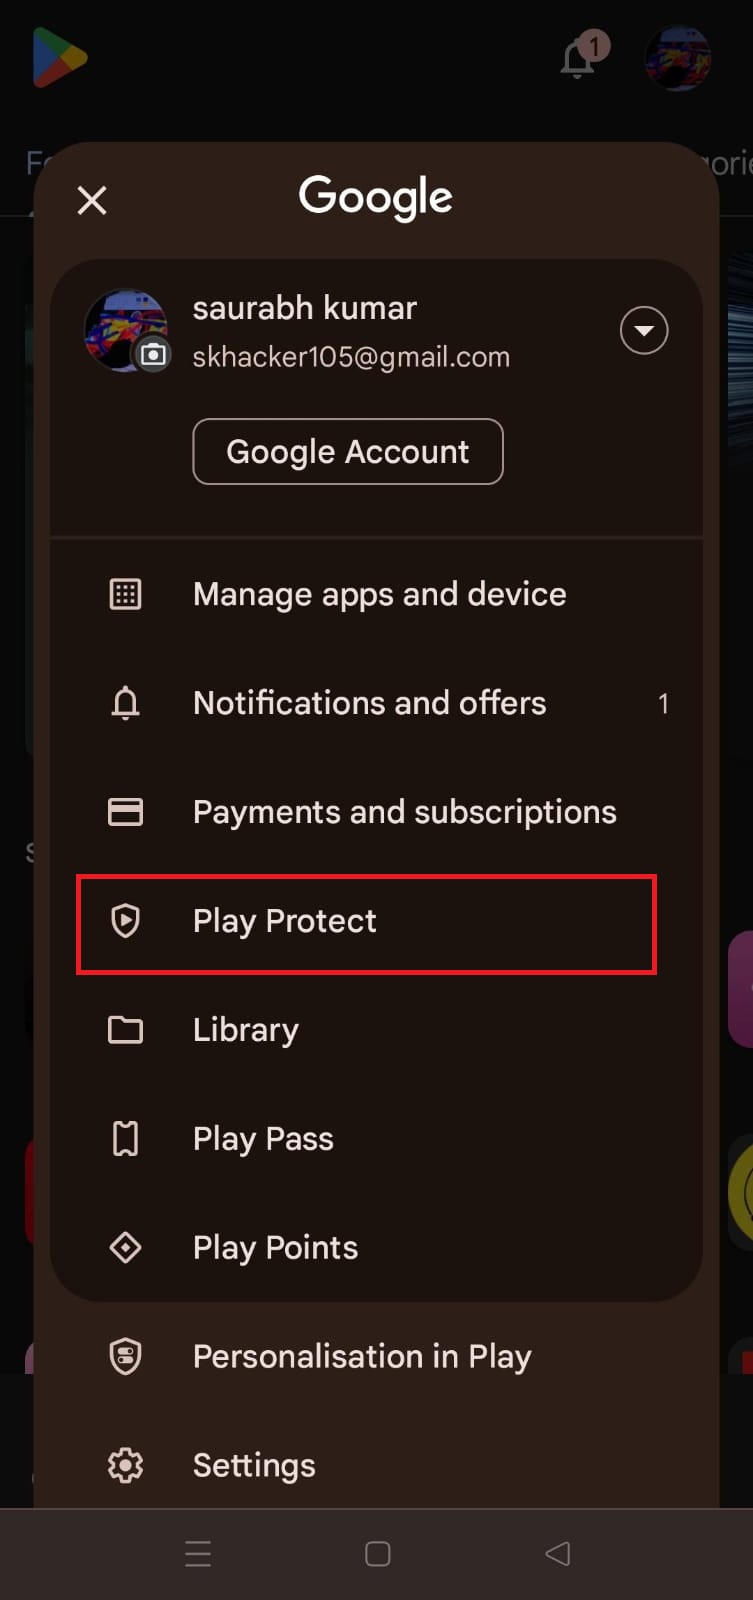 1
Google
saurabh kumar
skhacker105@gmail.com
Google Account
Manage apps and device
Notifications and offers 1
Payments and subscriptions
Play Protect
Library
Play Pass
Play Points
Personalisation in Play
Settings